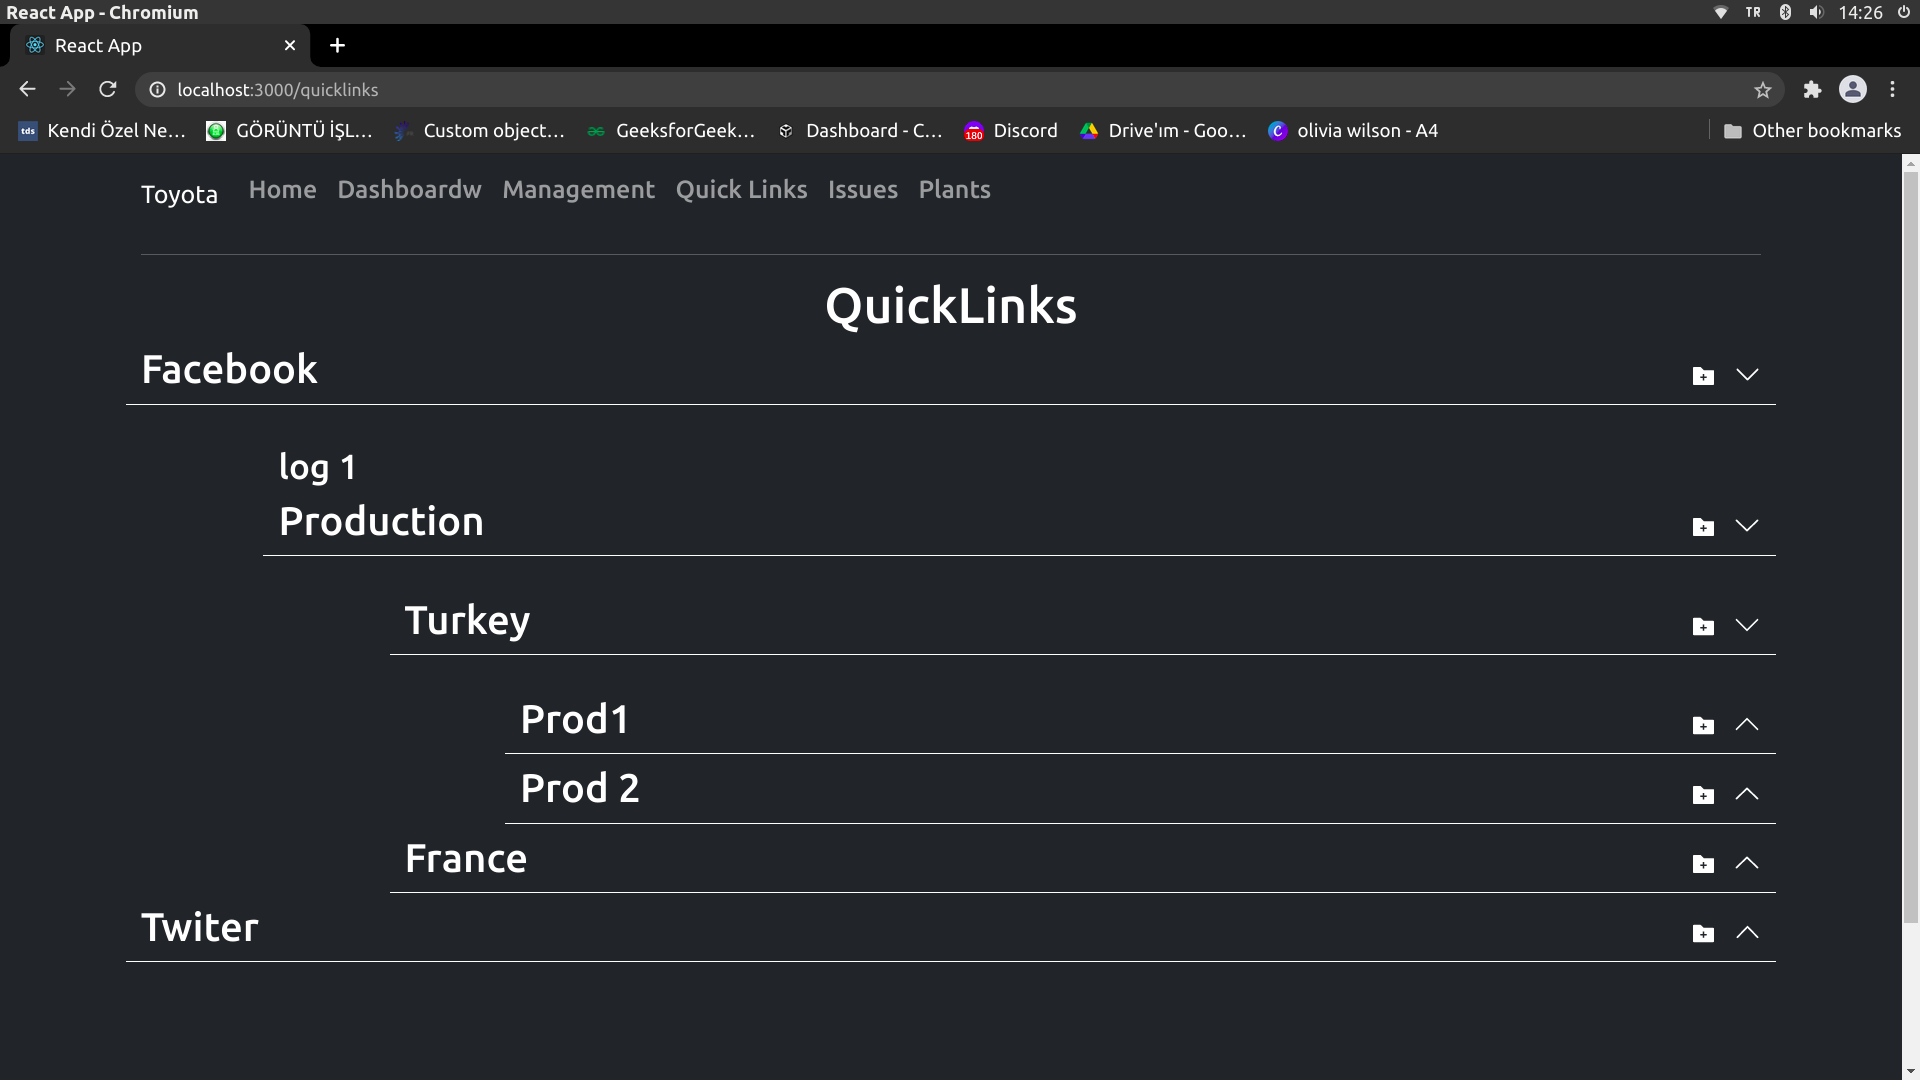 React App - Chromium
TR 14:26
React App
localhost:3000/quicklinks
tds Kendi Özel Ne... GÖRÜNTÜ İŞL... Custom object... GeeksforGeek... Dashboard - C... 180 Discord Drive'ım - Goo... C olivia wilson - A4 Other bookmarks
Toyota Home Dashboardw Management Quick Links Issues Plants
QuickLinks
Facebook
log 1
Production
Turkey
Prod1
Prod 2
France
Twiter